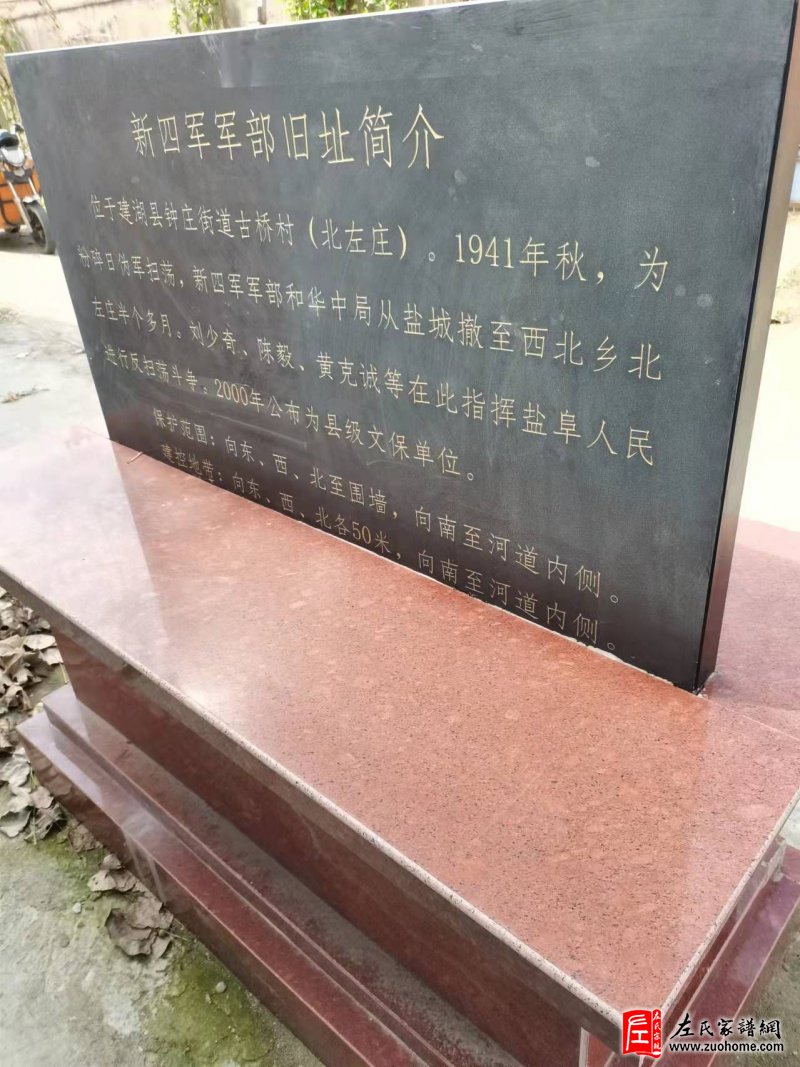 新四军军部旧址简介
位于建湖县钟庄街道古桥村（北左庄）。1941年秋，为
粉碎日伪军扫荡，新四军军部和华中局从盐城撤至西北乡北
左庄半个多月。刘少奇、陈毅、黄克诚等在此指挥盐阜人民
进行反扫荡斗争。2000年公布为县级文保单位。
保护范围：向东、西、北至围墙，向南至河道内侧。
建控地带：向东、西、北各50米，向南至河道内侧。
左氏家譜網
www.zuohome.com